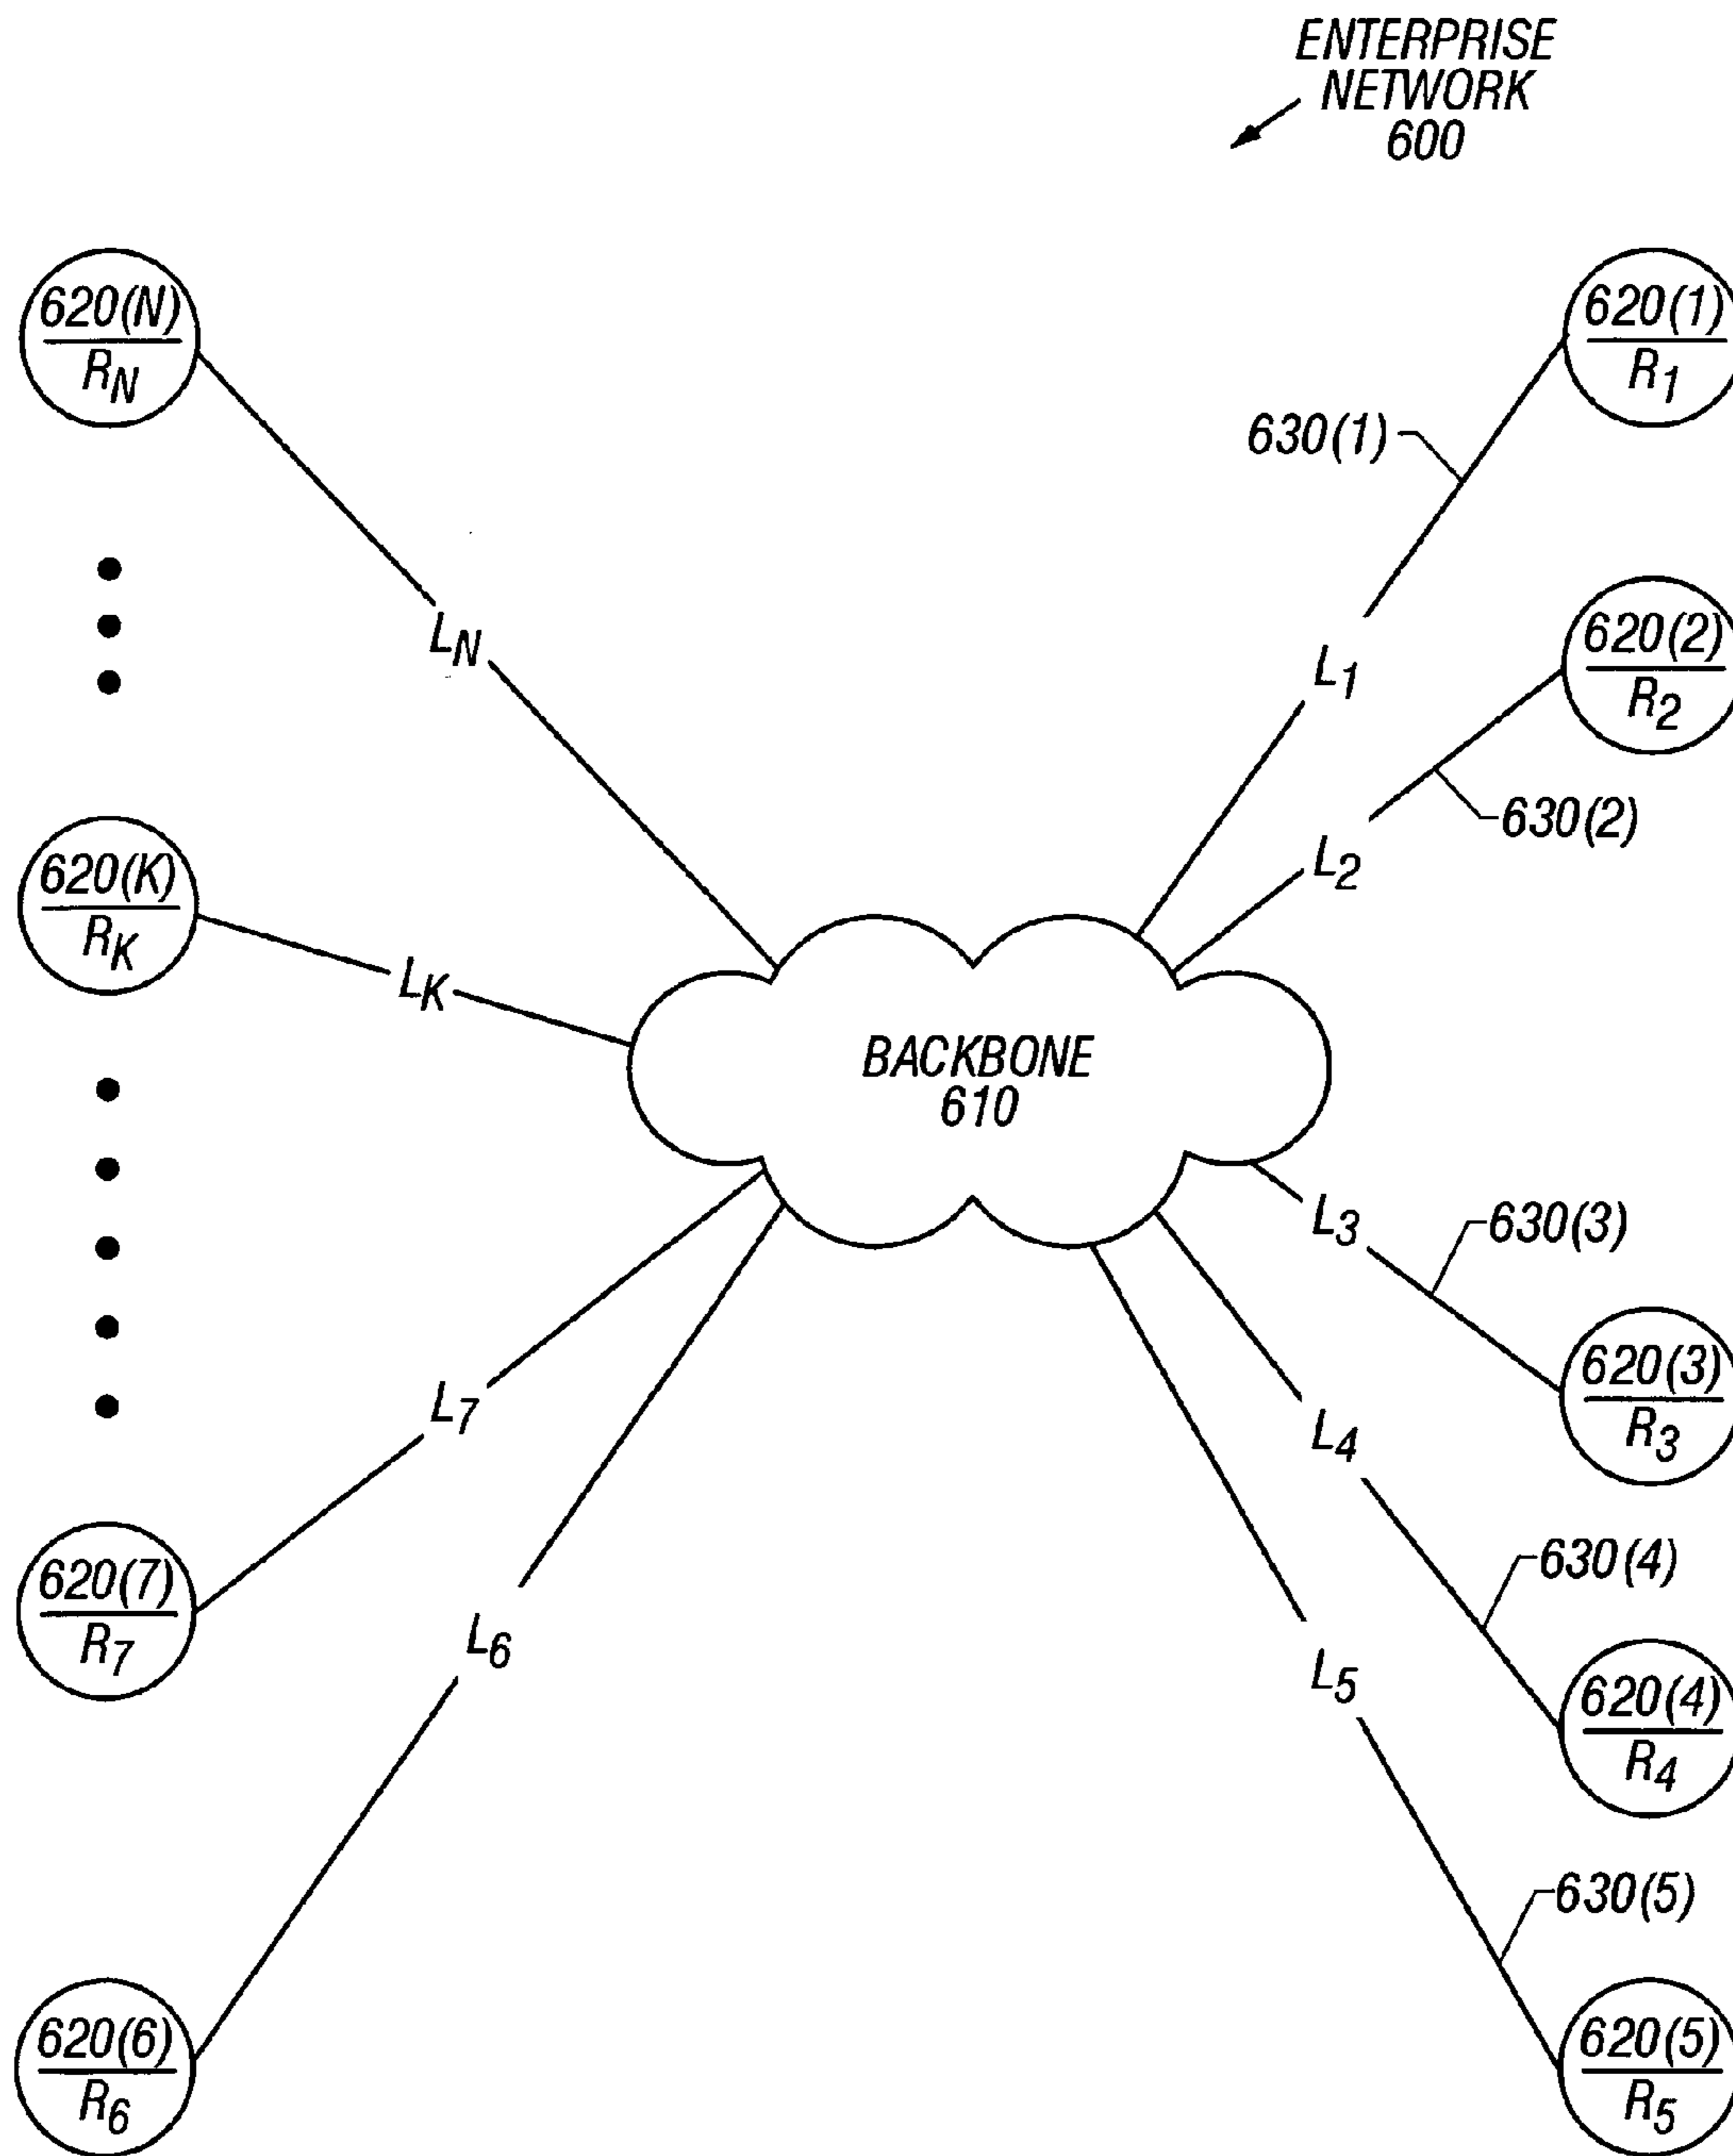 ENTERPRISE
NETWORK
600
620(N)
R_N
620(1)
R_1
630(1)
L_N
L_1
620(2)
R_2
630(2)
L_2
620(K)
R_K
L_K
BACKBONE
610
L_3
630(3)
620(3)
R_3
L_7
L_4
630(4)
620(7)
R_7
L_6
L_5
620(4)
R_4
630(5)
620(6)
R_6
620(5)
R_5